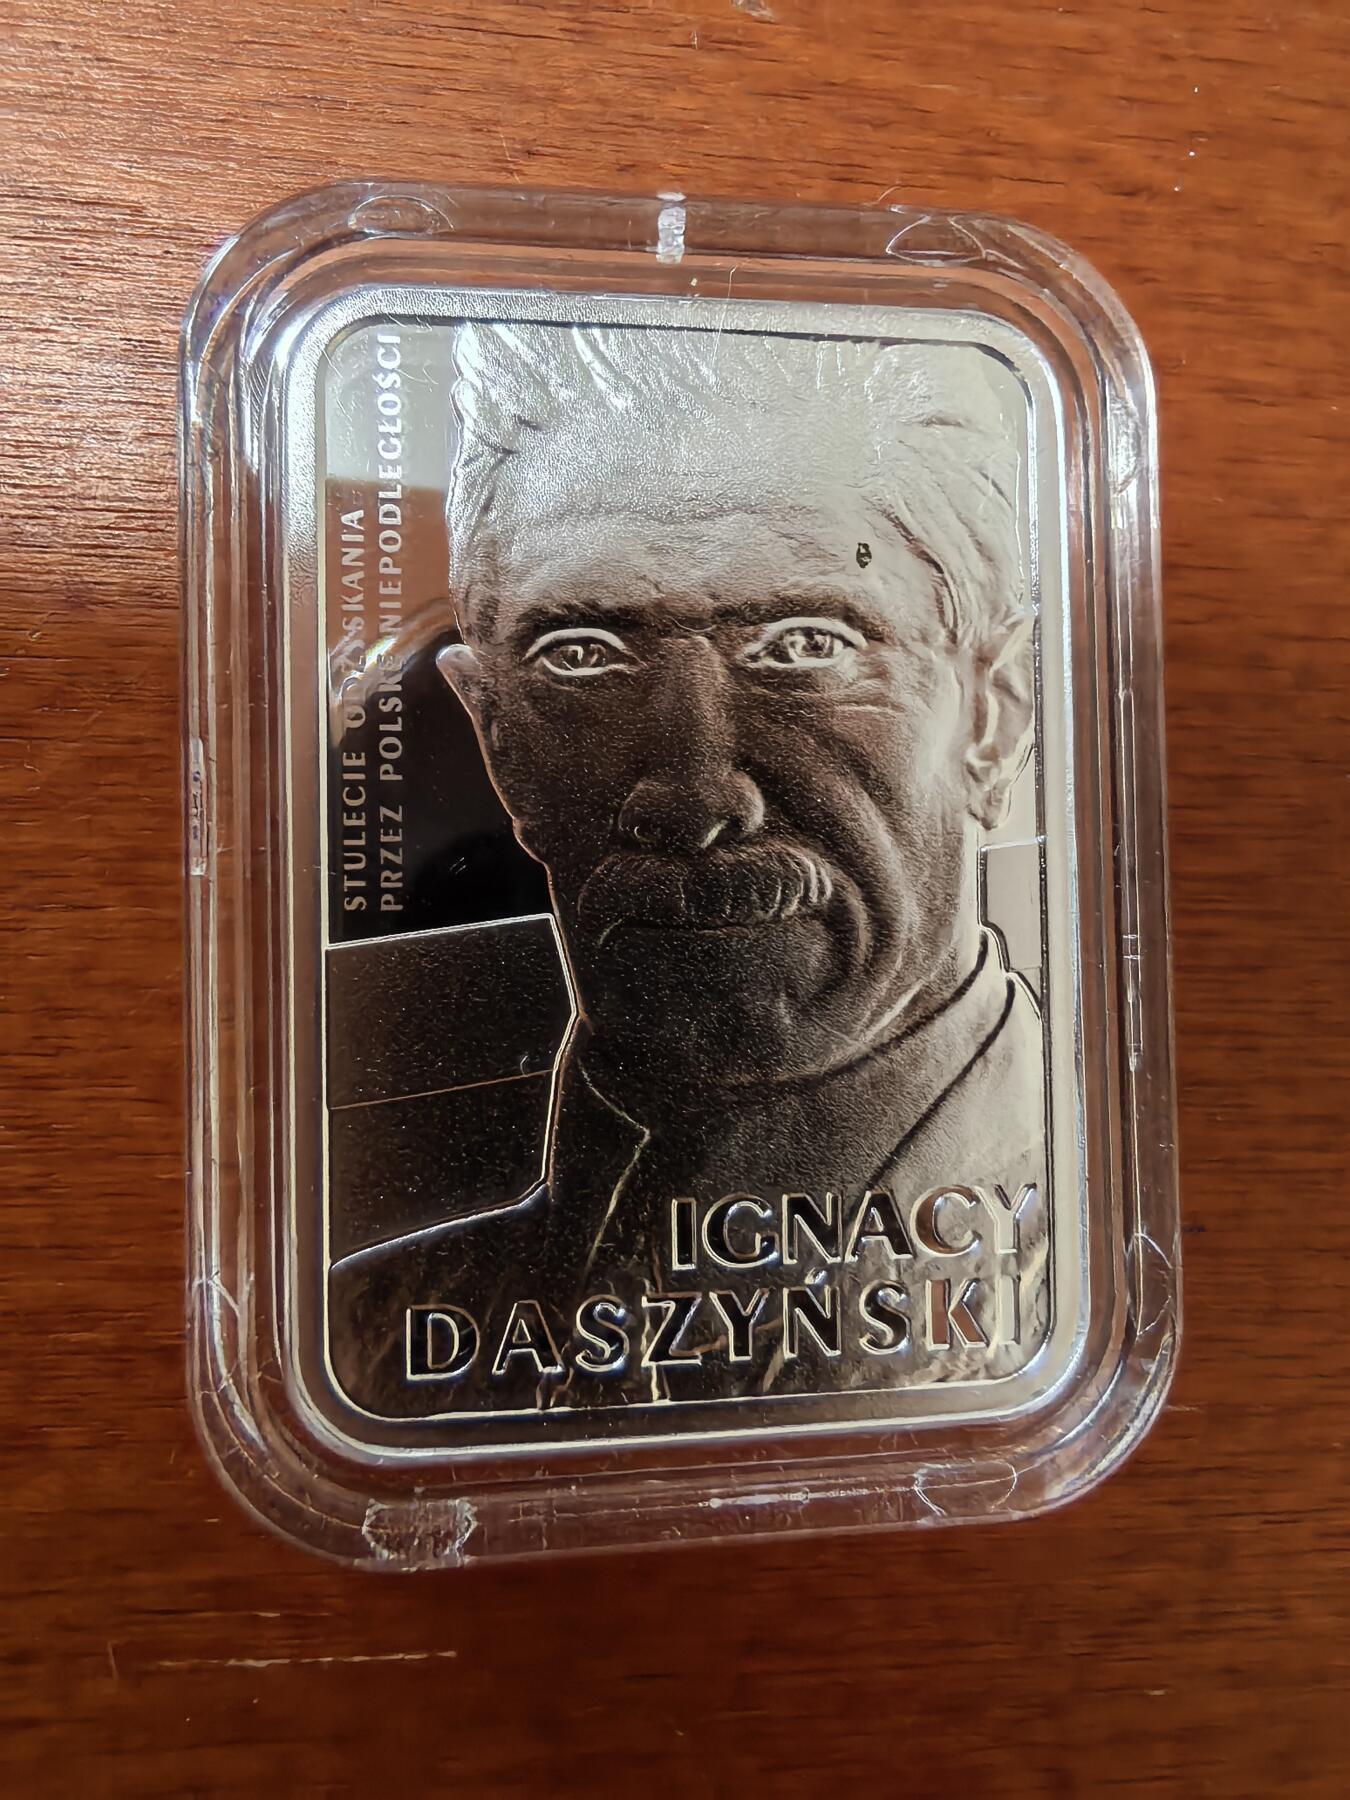 STULECIE ODZYSKANIA
PRZEZ POLSKĘ NIEPODLEGŁOŚCI
IGNACY
DASZYŃSKI